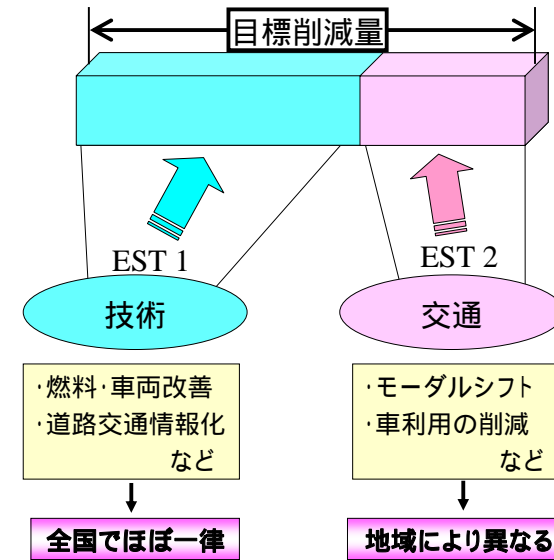 目標削減量
EST 1
EST 2
技術
交通
・燃料・車両改善
・道路交通情報化
など
・モーダルシフト
・車利用の削減
など
全国でほぼ一律
地域により異なる